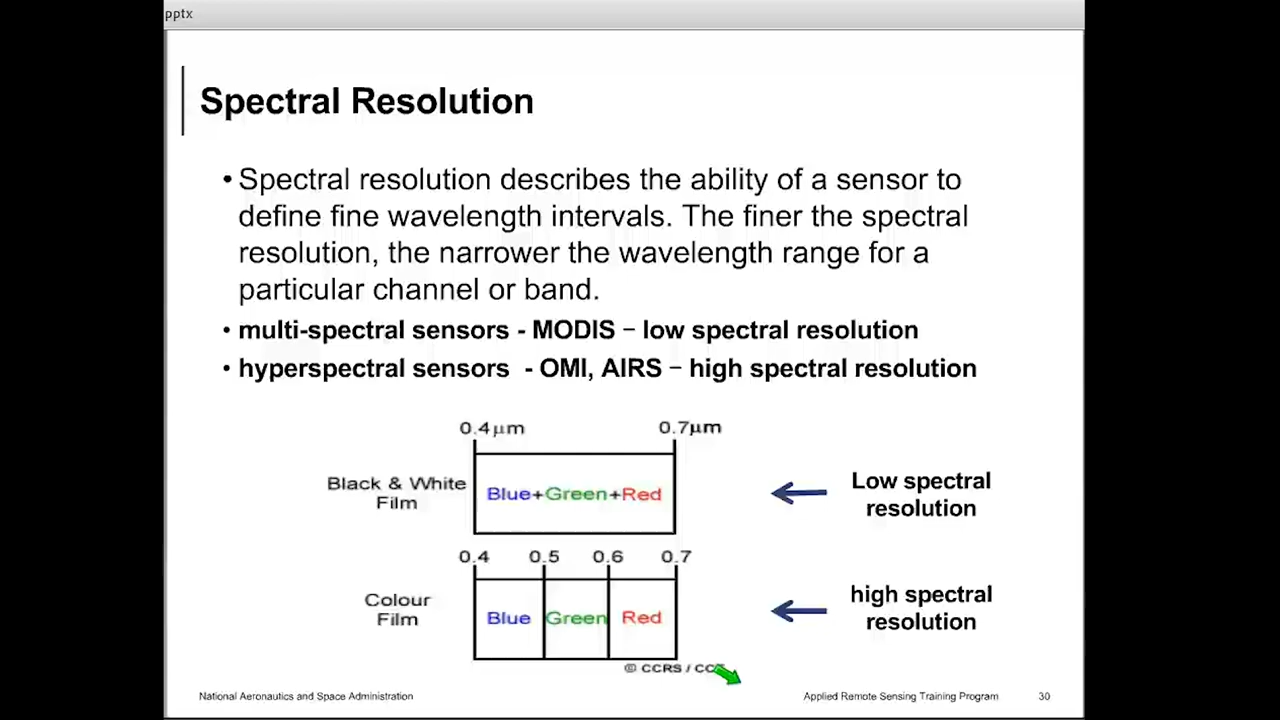 pptx
Spectral Resolution
• Spectral resolution describes the ability of a sensor to
define fine wavelength intervals. The finer the spectral
resolution, the narrower the wavelength range for a
particular channel or band.
• multi-spectral sensors - MODIS – low spectral resolution
• hyperspectral sensors - OMI, AIRS – high spectral resolution
0.4μm 0.7μm
Black & White
Film
Blue+Green+Red
Low spectral
resolution
0.4 0.5 0.6 0.7
Colour
Film
Blue Green Red
high spectral
resolution
© CCRS /
National Aeronautics and Space Administration
Applied Remote Sensing Training Program 30